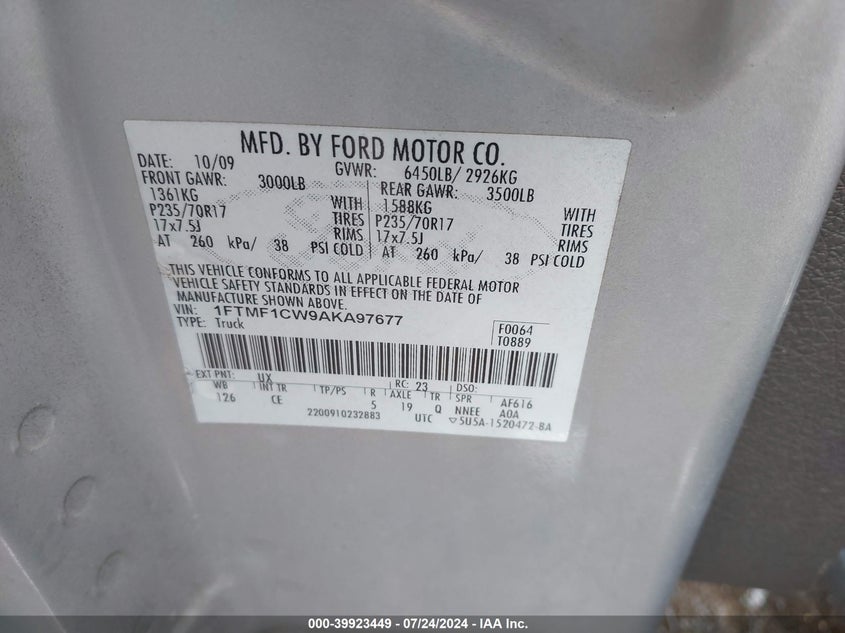 MFD. BY FORD MOTOR CO.
DATE: 10/09 GVWR: 6450LB/ 2926KG
FRONT GAWR: 3000LB REAR GAWR: 3500LB
1361KG WITH 1588KG WITH
P235/70R17 TIRES P235/70R17 TIRES
17x7.5J RIMS 17x7.5J RIMS
AT 260 kPa/ 38 PSI COLD AT 260 kPa/ 38 PSI COLD
THIS VEHICLE CONFORMS TO ALL APPLICABLE FEDERAL MOTOR
VEHICLE SAFETY STANDARDS IN EFFECT ON THE DATE OF
MANUFACTURE SHOWN ABOVE.
VIN: 1FTMF1CW9AKA97677 F0064
TYPE: Truck T0889
EXT PNT: UX RC: 23 DSO:
WB INT TR TP/PS R AXLE TR SPR AF616
126 CE 5 19 Q NNEE A0A
2200910232883 UTC ▽5U5A-1520472-BA
000-39923449 - 07/24/2024 - IAA Inc.